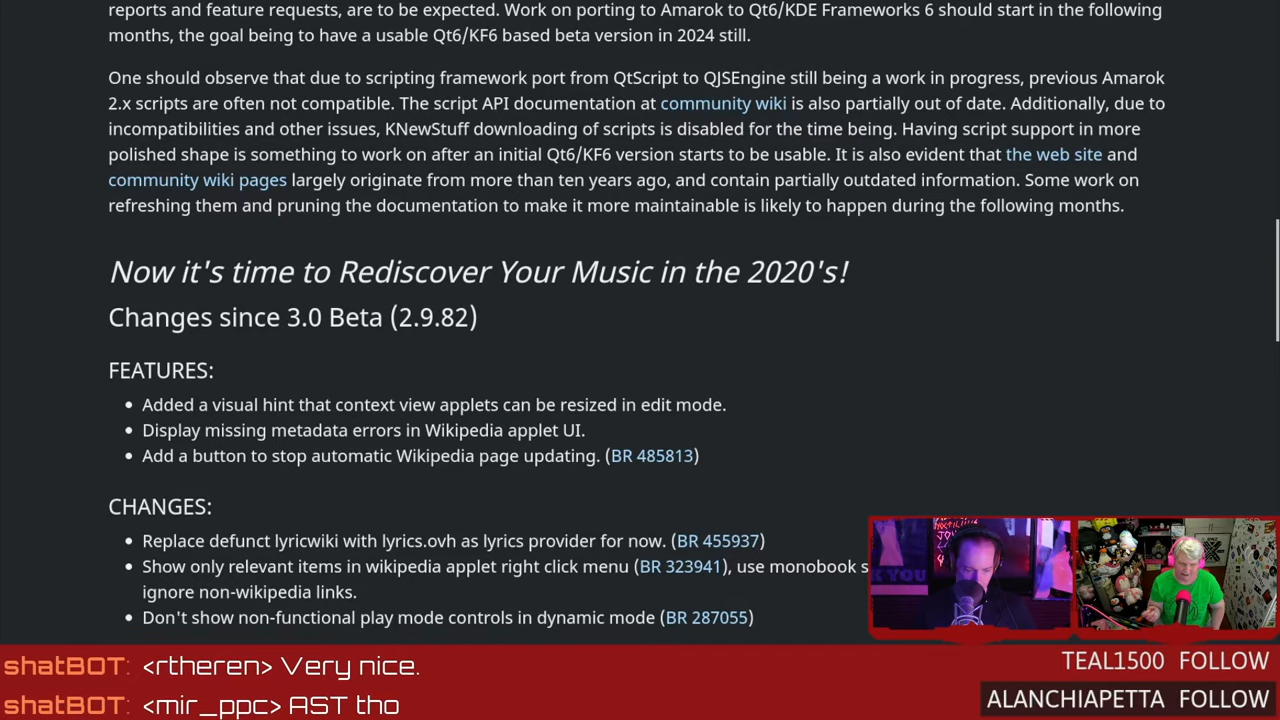 reports and feature requests, are to be expected. Work on porting to Amarok to Qt6/KDE Frameworks 6 should start in the following
months, the goal being to have a usable Qt6/KF6 based beta version in 2024 still.
One should observe that due to scripting framework port from QtScript to QJSEngine still being a work in progress, previous Amarok
2.x scripts are often not compatible. The script API documentation at community wiki is also partially out of date. Additionally, due to
incompatibilities and other issues, KNewStuff downloading of scripts is disabled for the time being. Having script support in more
polished shape is something to work on after an initial Qt6/KF6 version starts to be usable. It is also evident that the web site and
community wiki pages largely originate from more than ten years ago, and contain partially outdated information. Some work on
refreshing them and pruning the documentation to make it more maintainable is likely to happen during the following months.
Now it's time to Rediscover Your Music in the 2020's!
Changes since 3.0 Beta (2.9.82)
FEATURES:
• Added a visual hint that context view applets can be resized in edit mode.
• Display missing metadata errors in Wikipedia applet UI.
• Add a button to stop automatic Wikipedia page updating. (BR 485813)
CHANGES:
• Replace defunct lyricwiki with lyrics.ovh as lyrics provider for now. (BR 455937)
• Show only relevant items in wikipedia applet right click menu (BR 323941), use monobook s
ignore non-wikipedia links.
• Don't show non-functional play mode controls in dynamic mode (BR 287055)
shatBOT: <rtheren> Very nice.
shatBOT: <mir_ppc> AST tho
TEAL1500 FOLLOW
ALANCHIAPETTA FOLLOW